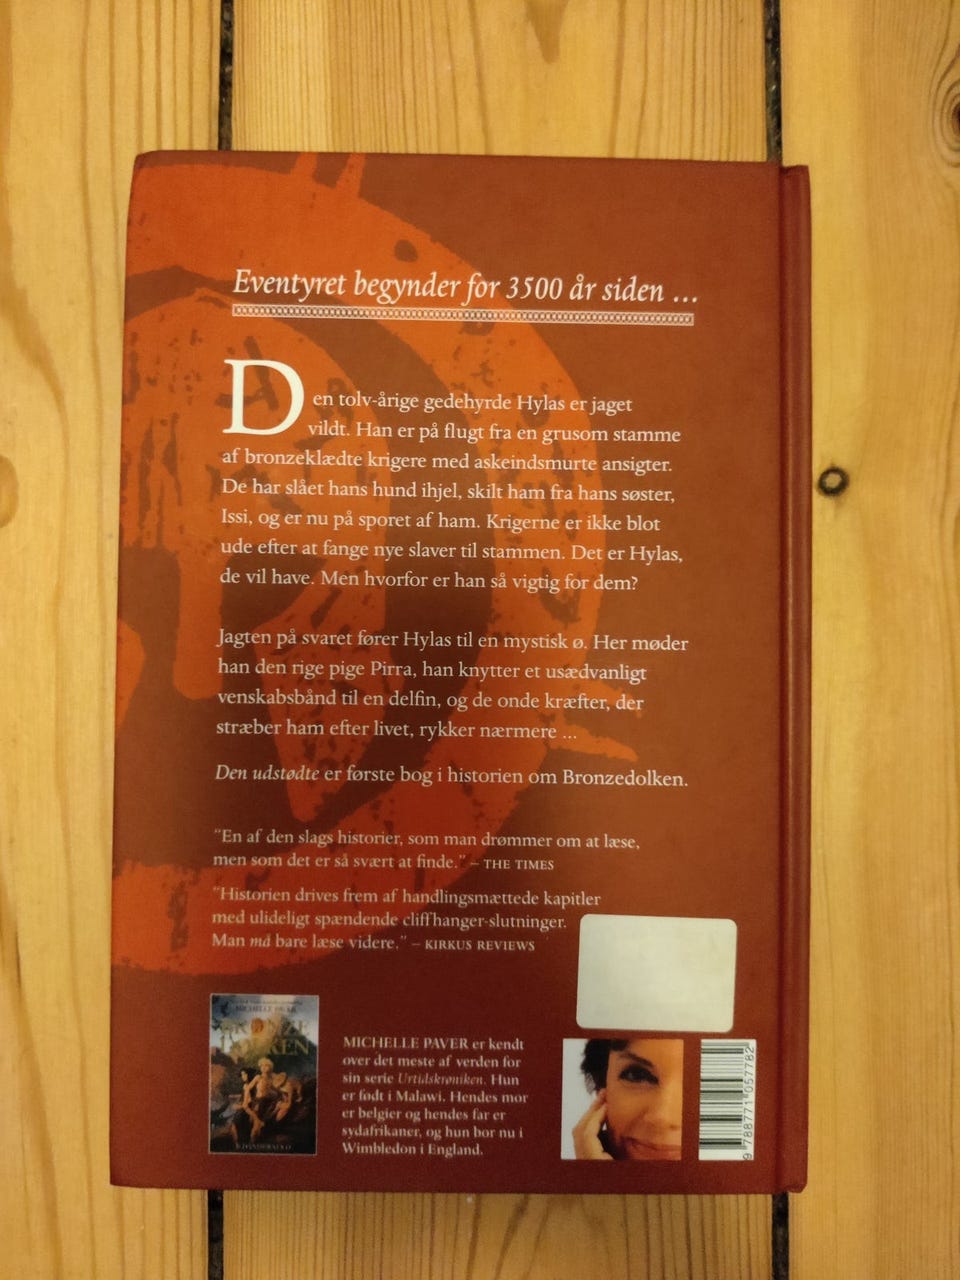 Eventyret begynder for 3500 år siden ...
Den tolv-årige gedehyrde Hylas er jaget
vildt. Han er på flugt fra en grusom stamme
af bronzeklædte krigere med askeindsmurte ansigter.
De har slået hans hund ihjel, skilt ham fra hans søster,
Issi, og er nu på sporet af ham. Krigerne er ikke blot
ude efter at fange nye slaver til stammen. Det er Hylas,
de vil have. Men hvorfor er han så vigtig for dem?
Jagten på svaret fører Hylas til en mystisk ø. Her møder
han den rige pige Pirra, han knytter et usædvanligt
venskabsbånd til en delfin, og de onde kræfter, der
stræber ham efter livet, rykker nærmere ...
Den udstødte er første bog i historien om Bronzedolken.
"En af den slags historier, som man drømmer om at læse,
men som det er så svært at finde." – THE TIMES
"Historien drives frem af handlingsmættede kapitler
med ulideligt spændende cliffhanger-slutninger.
Man må bare læse videre." – KIRKUS REVIEWS
MICHELLE PAVER
BRONZE
DOLKEN
MICHELLE PAVER er kendt
over det meste af verden for
sin serie Urtidskrøniken. Hun
er født i Malawi. Hendes mor
er belgier og hendes far er
sydafrikaner, og hun bor nu i
Wimbledon i England.
9788771057782